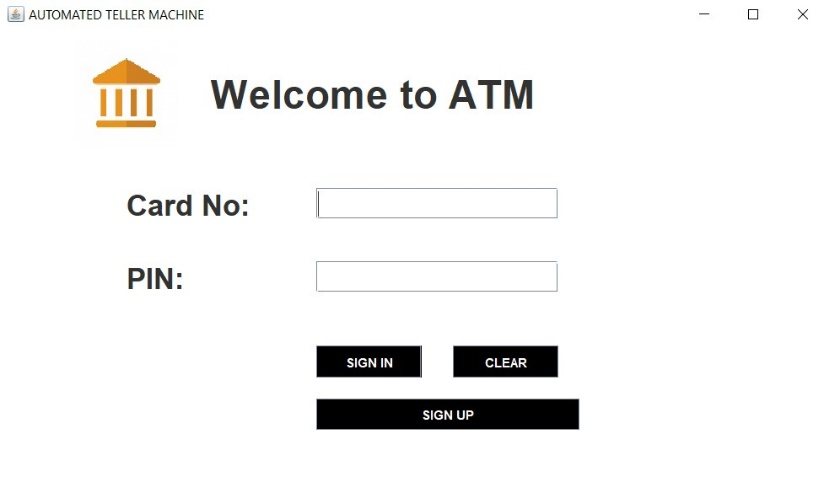 AUTOMATED TELLER MACHINE
Welcome to ATM
Card No:
PIN:
SIGN IN CLEAR
SIGN UP